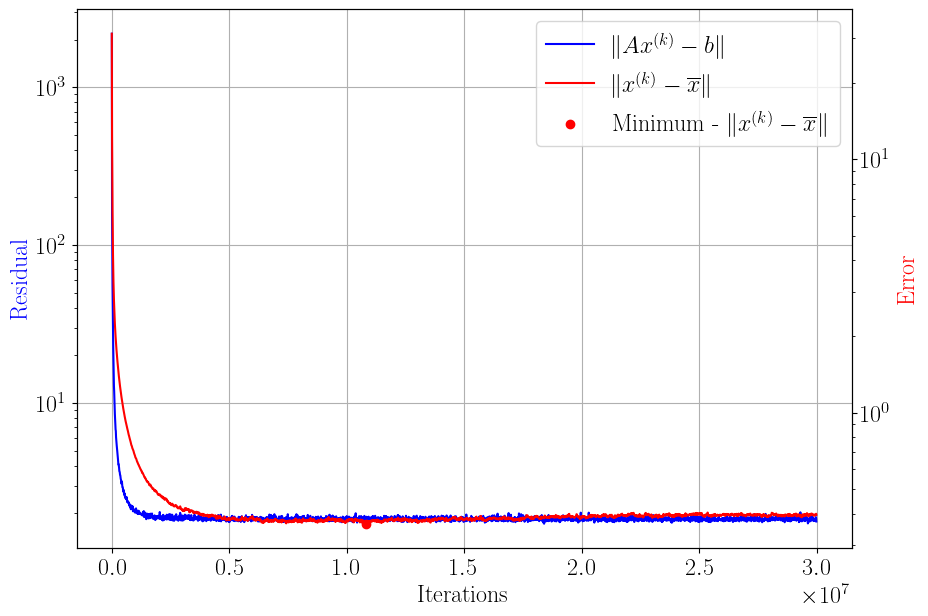 ‖Ax^{(k)} − b‖
‖x^{(k)} − x̅‖
Minimum - ‖x^{(k)} − x̅‖
10^3
10^2
10^1
Residual
10^1
10^0
Error
0.0 0.5 1.0 1.5 2.0 2.5 3.0
Iterations
×10^7